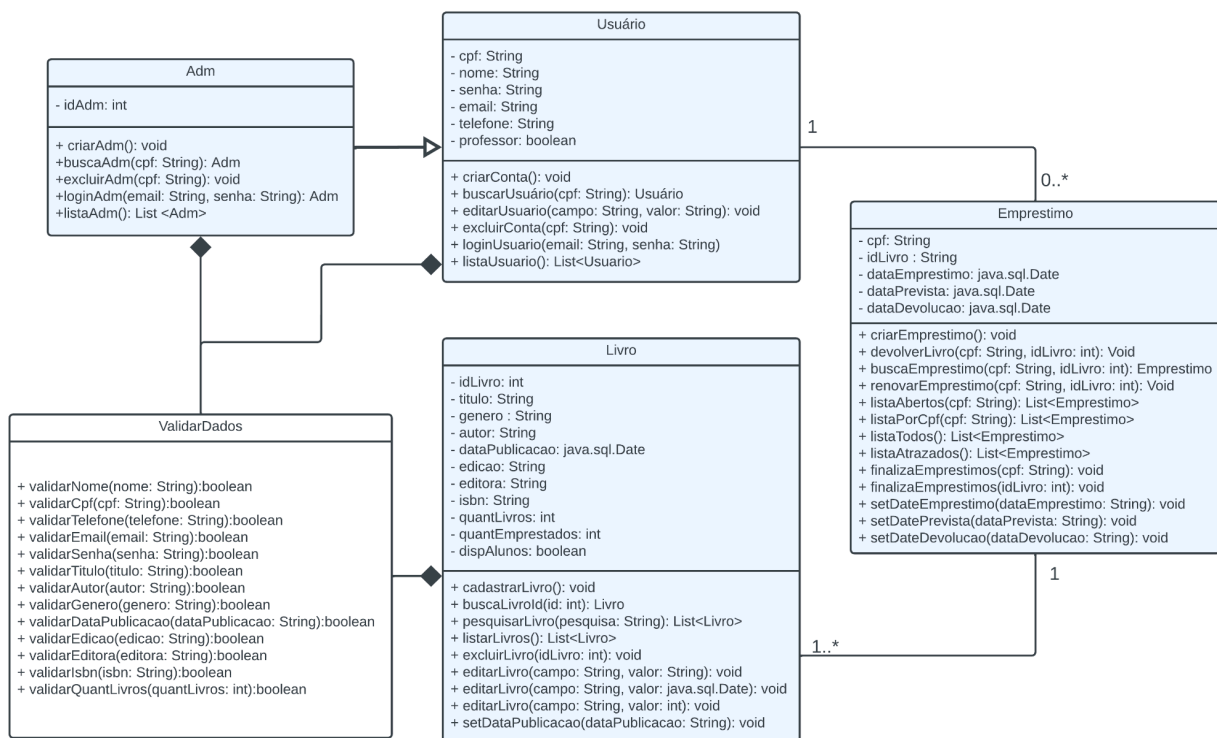 Adm
- idAdm: int
+ criarAdm(): void
+buscaAdm(cpf: String): Adm
+excluirAdm(cpf: String): void
+loginAdm(email: String, senha: String): Adm
+listaAdm(): List <Adm>
Usuário
- cpf: String
- nome: String
- senha: String
- email: String
- telefone: String
- professor: boolean
+ criarConta(): void
+ buscarUsuário(cpf: String): Usuário
+ editarUsuario(campo: String, valor: String): void
+ excluirConta(cpf: String): void
+ loginUsuario(email: String, senha: String)
+ listaUsuario(): List<Usuario>
1
0..*
Emprestimo
- cpf: String
- idLivro : String
- dataEmprestimo: java.sql.Date
- dataPrevista: java.sql.Date
- dataDevolucao: java.sql.Date
+ criarEmprestimo(): void
+ devolverLivro(cpf: String, idLivro: int): Void
+ buscaEmprestimo(cpf: String, idLivro: int): Emprestimo
+ renovarEmprestimo(cpf: String, idLivro: int): Void
+ listaAbertos(cpf: String): List<Emprestimo>
+ listaPorCpf(cpf: String): List<Emprestimo>
+ listaTodos(): List<Emprestimo>
+ listaAtrazados(): List<Emprestimo>
+ finalizaEmprestimos(cpf: String): void
+ finalizaEmprestimos(idLivro: int): void
+ setDateEmprestimo(dataEmprestimo: String): void
+ setDatePrevista(dataPrevista: String): void
+ setDateDevolucao(dataDevolucao: String): void
1
1..*
Livro
- idLivro: int
- titulo: String
- genero : String
- autor: String
- dataPublicacao: java.sql.Date
- edicao: String
- editora: String
- isbn: String
- quantLivros: int
- quantEmprestados: int
- dispAlunos: boolean
+ cadastrarLivro(): void
+ buscaLivroId(id: int): Livro
+ pesquisarLivro(pesquisa: String): List<Livro>
+ listarLivros(): List<Livro>
+ excluirLivro(idLivro: int): void
+ editarLivro(campo: String, valor: String): void
+ editarLivro(campo: String, valor: java.sql.Date): void
+ editarLivro(campo: String, valor: int): void
+ setDataPublicacao(dataPublicacao: String): void
ValidarDados
+ validarNome(nome: String):boolean
+ validarCpf(cpf: String):boolean
+ validarTelefone(telefone: String):boolean
+ validarEmail(email: String):boolean
+ validarSenha(senha: String):boolean
+ validarTitulo(titulo: String):boolean
+ validarAutor(autor: String):boolean
+ validarGenero(genero: String):boolean
+ validarDataPublicacao(dataPublicacao: String):boolean
+ validarEdicao(edicao: String):boolean
+ validarEditora(editora: String):boolean
+ validarIsbn(isbn: String):boolean
+ validarQuantLivros(quantLivros: int):boolean